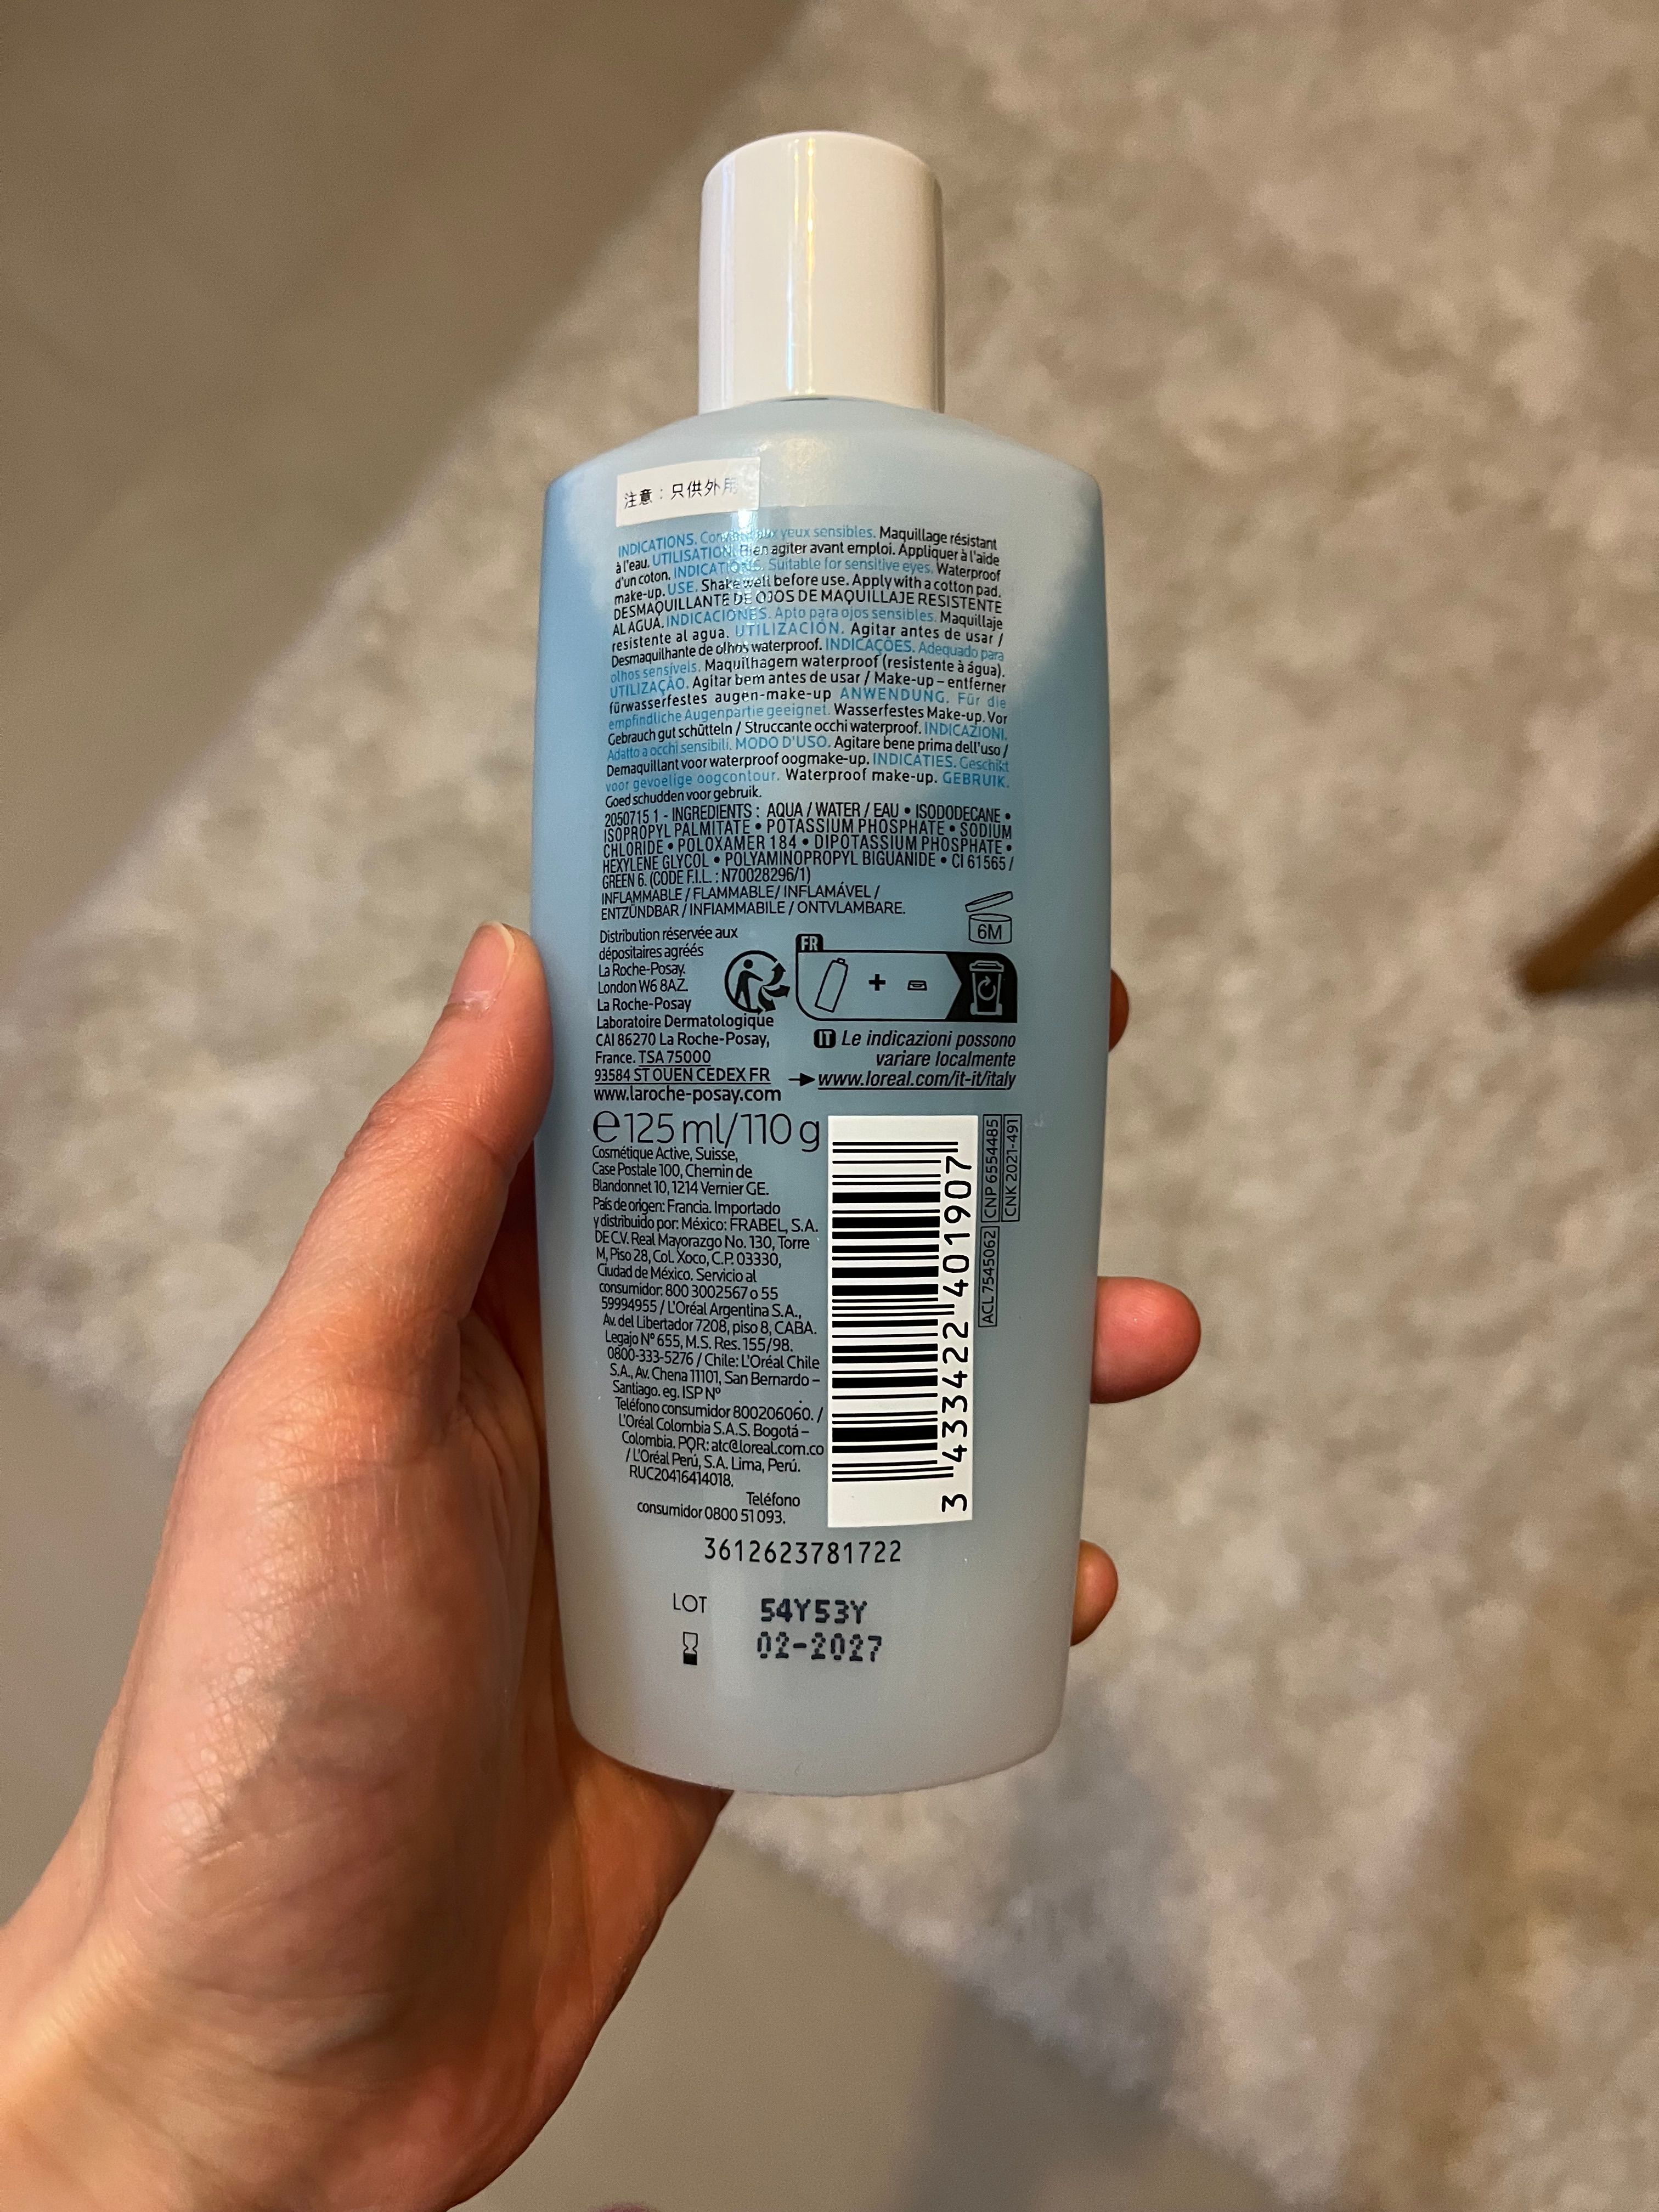 注意：只供外用
INDICATIONS. Convient aux yeux sensibles. Maquillage résistant
à l'eau. UTILISATION. Bien agiter avant emploi. Appliquer à l'aide
d'un coton. INDICATIONS. Suitable for sensitive eyes. Waterproof
make-up. USE. Shake well before use. Apply with a cotton pad.
DESMAQUILLANTE DE OJOS DE MAQUILLAJE RESISTENTE
AL AGUA. INDICACIONES. Apto para ojos sensibles. Maquillaje
resistente al agua. UTILIZACIÓN. Agitar antes de usar /
Desmaquilhante de olhos waterproof. INDICAÇÕES. Adequado para
olhos sensíveis. Maquilhagem waterproof (resistente à água).
UTILIZAÇÃO. Agitar bem antes de usar / Make-up – entferner
fürwasserfestes augen-make-up ANWENDUNG. Für die
empfindliche Augenpartie geeignet. Wasserfestes Make-up. Vor
Gebrauch gut schütteln / Struccante occhi waterproof. INDICAZIONI.
Adatto a occhi sensibili. MODO D'USO. Agitare bene prima dell'uso /
Demaquillant voor waterproof oogmake-up. INDICATIES. Geschikt
voor gevoelige oogcontour. Waterproof make-up. GEBRUIK.
Goed schudden voor gebruik.
2050715 1 - INGREDIENTS : AQUA / WATER / EAU • ISODODECANE •
ISOPROPYL PALMITATE • POTASSIUM PHOSPHATE • SODIUM
CHLORIDE • POLOXAMER 184 • DIPOTASSIUM PHOSPHATE •
HEXYLENE GLYCOL • POLYAMINOPROPYL BIGUANIDE • CI 61565 /
GREEN 6. (CODE F.I.L. : N70028296/1)
INFLAMMABLE / FLAMMABLE / INFLAMÁVEL /
ENTZÜNDBAR / INFIAMMABILE / ONTVLAMBARE.
6M
Distribution réservée aux
dépositaires agréés
La Roche-Posay.
London W6 8AZ.
La Roche-Posay
Laboratoire Dermatologique
CAI 86270 La Roche-Posay,
France. TSA 75000
93584 ST OUEN CEDEX FR
www.laroche-posay.com
FR
+
IT Le indicazioni possono
variare localmente
www.loreal.com/it-it/italy
℮ 125 ml/110 g
Cosmétique Active, Suisse,
Case Postale 100, Chemin de
Blandonnet 10, 1214 Vernier GE.
País de origen: Francia. Importado
y distribuido por: México: FRABEL, S.A.
DE C.V. Real Mayorazgo No. 130, Torre
M, Piso 28, Col. Xoco, C.P. 03330,
Ciudad de México. Servicio al
consumidor: 800 3002567 o 55
59994955 / L'Oréal Argentina S.A.,
Av. del Libertador 7208, piso 8, CABA.
Legajo Nº 655, M.S. Res. 155/98.
0800-333-5276 / Chile: L'Oréal Chile
S.A., Av. Chena 11101, San Bernardo –
Santiago. eg. ISP Nº
Teléfono consumidor 800206060. /
L'Oréal Colombia S.A.S. Bogotá –
Colombia. PQR: atc@loreal.com.co
/ L'Oréal Perú, S.A. Lima, Perú.
RUC20416414018.
Teléfono
consumidor 0800 51 093.
3 433422 401907
ACL 7545062
CNP 6554485
CNK 2021-491
3612623781722
LOT 54Y53Y
02-2027